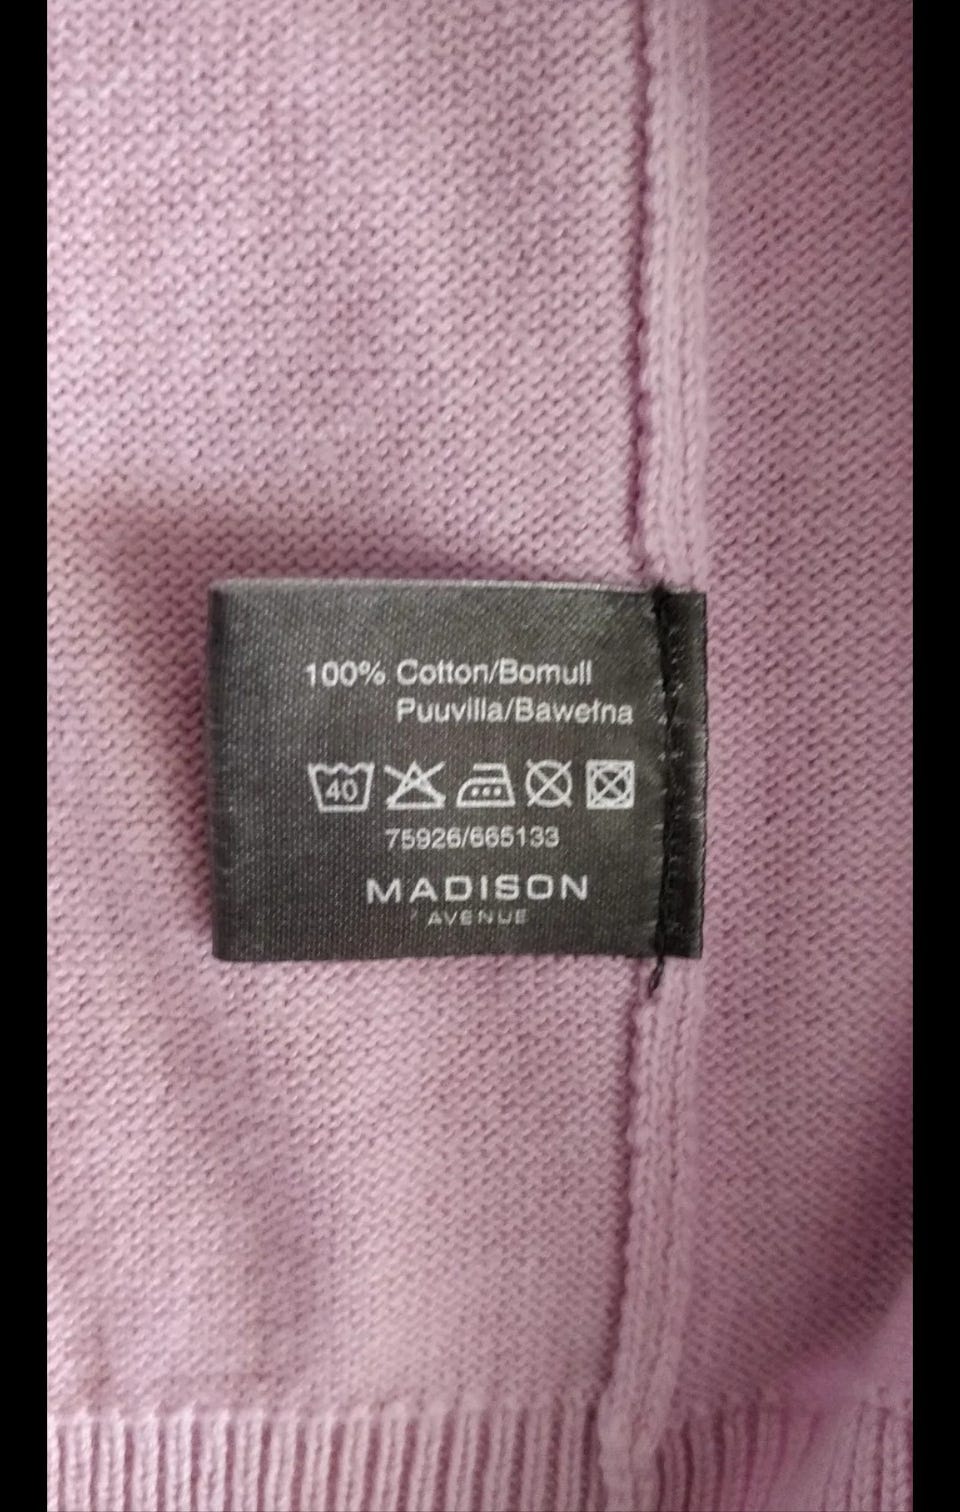 100% Cotton/Bomull
Puuvilla/Bawełna
40
75926/665133
MADISON
AVENUE